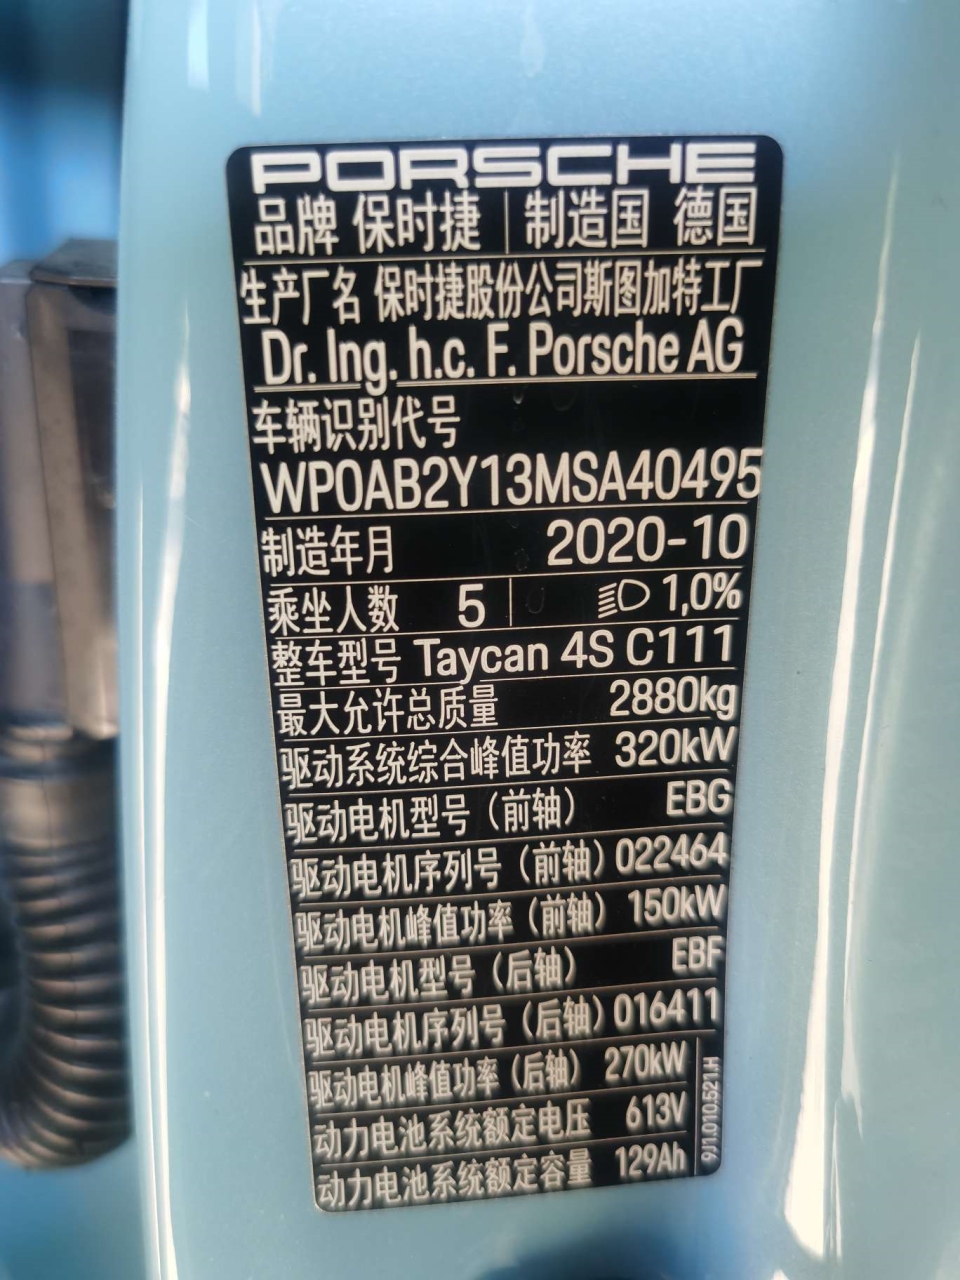 PORSCHE
品牌 保时捷 制造国 德国
生产厂名 保时捷股份公司斯图加特工厂
Dr. Ing. h.c. F. Porsche AG
车辆识别代号
WP0AB2Y13MSA40495
制造年月 2020-10
乘坐人数 5 1,0%
整车型号 Taycan 4S C111
最大允许总质量 2880kg
驱动系统综合峰值功率 320kW
驱动电机型号（前轴） EBG
驱动电机序列号（前轴）022464
驱动电机峰值功率（前轴） 150kW
驱动电机型号（后轴） EBF
驱动电机序列号（后轴）016411
驱动电机峰值功率（后轴） 270kW
动力电池系统额定电压 613V
动力电池系统额定容量 129Ah
9J1.010.521.H